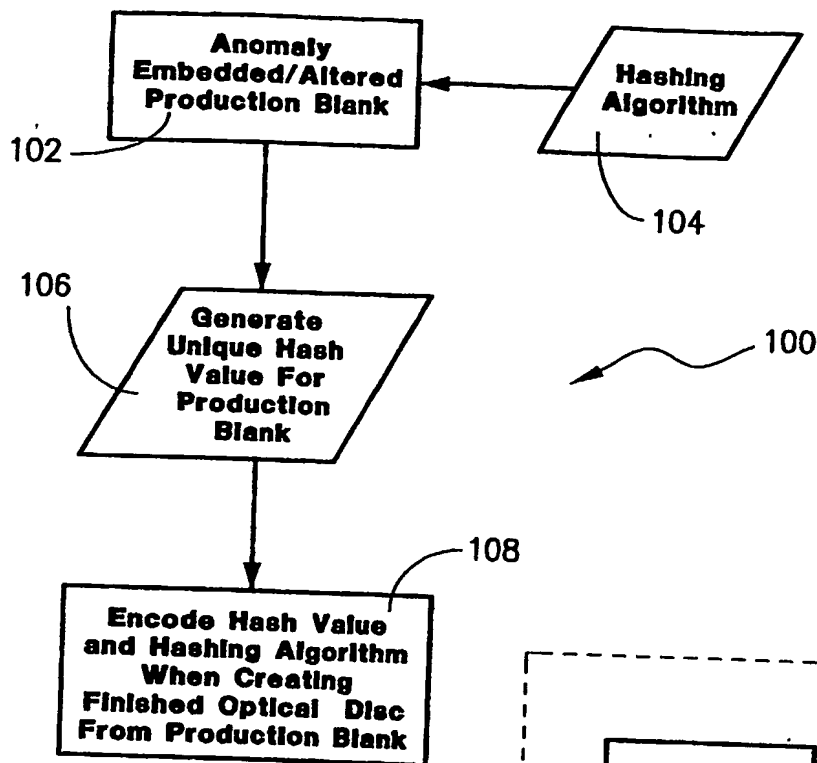 Anomaly
Embedded/Altered
Production Blank
102
Hashing
Algorithm
104
106
Generate
Unique Hash
Value For
Production
Blank
100
108
Encode Hash Value
and Hashing Algorithm
When Creating
Finished Optical Disc
From Production Blank